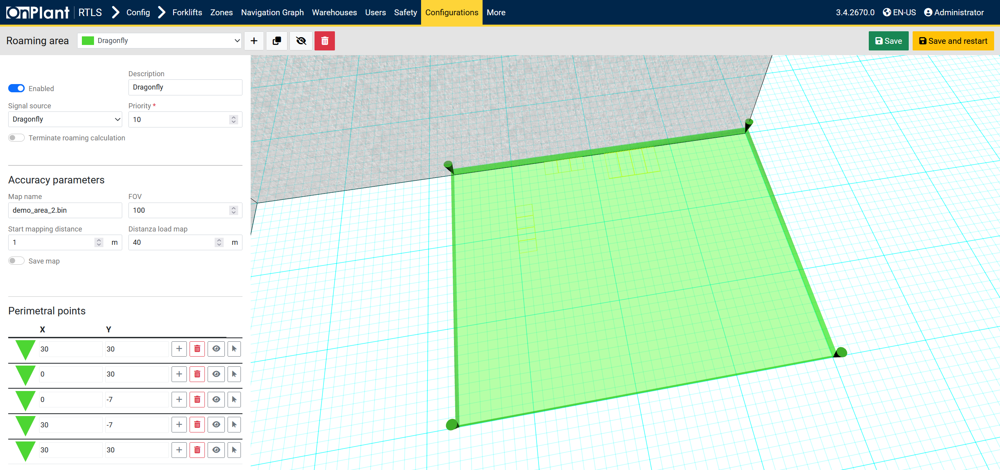 OnPlant RTLS Config Forklifts Zones Navigation Graph Warehouses Users Safety Configurations More 3.4.2670.0 EN-US Administrator
Roaming area Dragonfly Save Save and restart
Description
Enabled Dragonfly
Signal source Priority *
Dragonfly 10
Terminate roaming calculation
Accuracy parameters
Map name FOV
demo_area_2.bin 100
Start mapping distance Distanza load map
1 m 40 m
Save map
Perimetral points
X Y
30 30
0 30
0 -7
30 -7
30 30